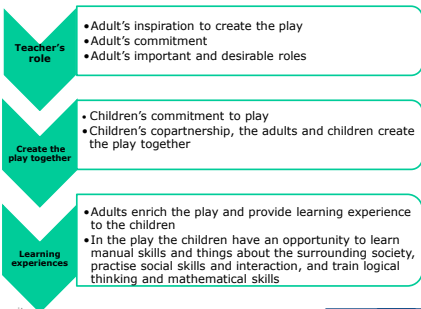 Teacher's
role
•Adult's inspiration to create the play
•Adult's commitment
•Adult's important and desirable roles
Create the
play together
• Children's commitment to play
•Children's copartnership, the adults and children create
the play together
Learning
experiences
•Adults enrich the play and provide learning experience
to the children
•In the play the children have an opportunity to learn
manual skills and things about the surrounding society,
practise social skills and interaction, and train logical
thinking and mathematical skills